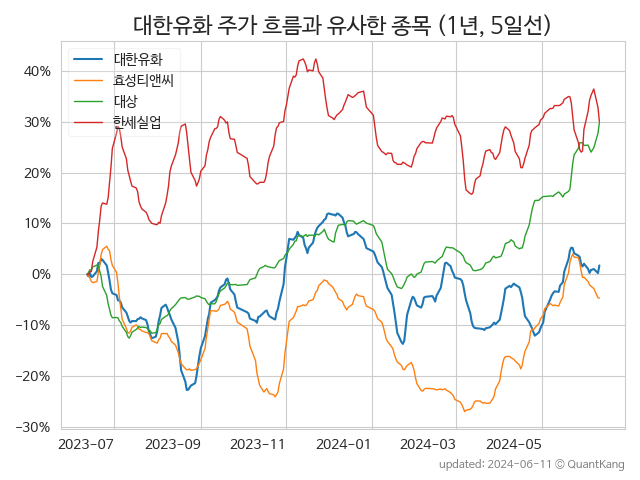 대한유화 주가 흐름과 유사한 종목 (1년, 5일선)
대한유화
효성티앤씨
대상
한세실업
40%
30%
20%
10%
0%
−10%
−20%
−30%
2023-07 2023-09 2023-11 2024-01 2024-03 2024-05
updated: 2024-06-11 © QuantKang